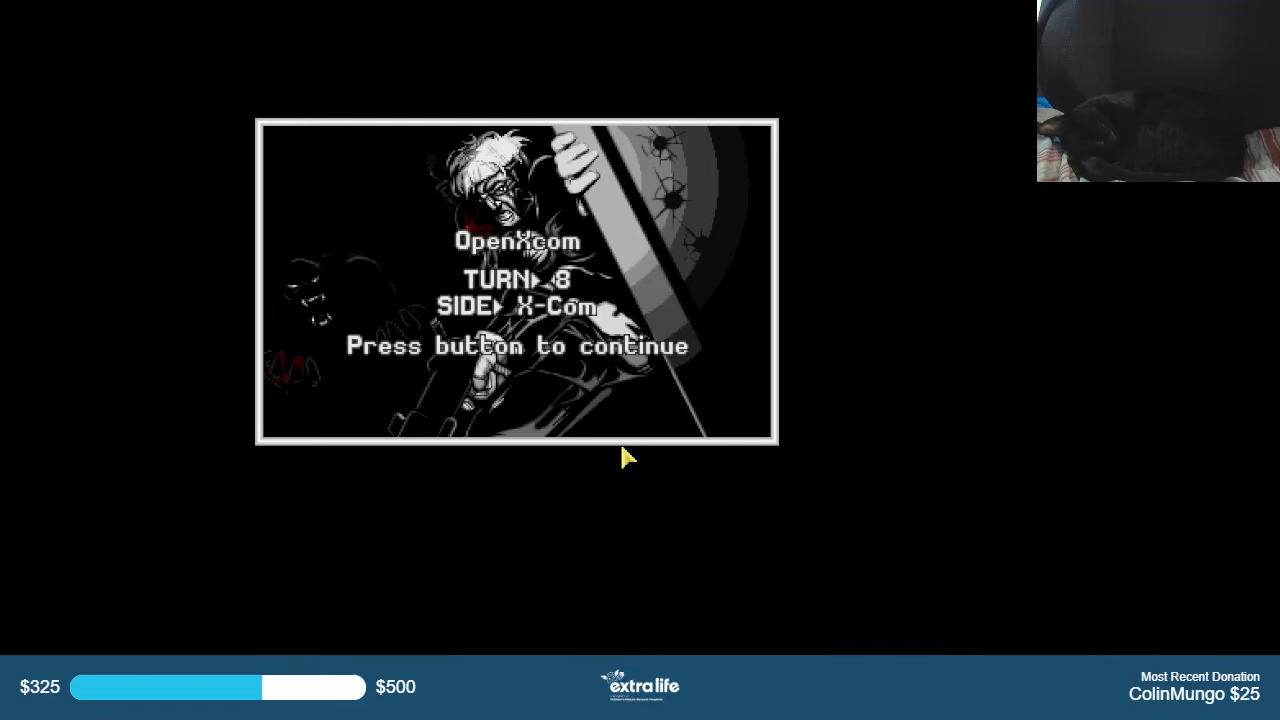 OpenXcom
TURN▶ 8
SIDE▶ X-Com
Press button to continue
$325
$500
extralife
Most Recent Donation
ColinMungo $25